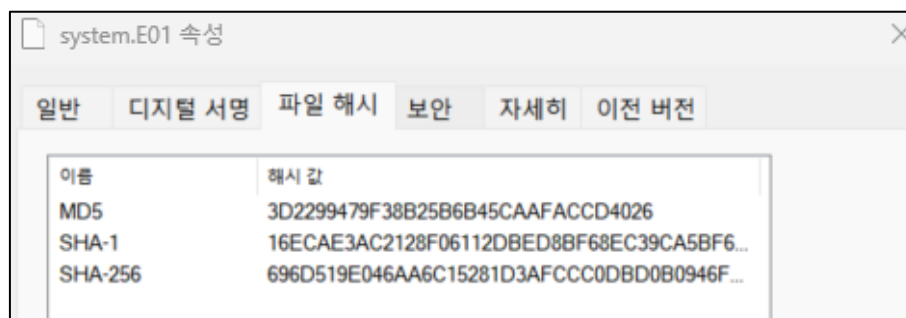 system.E01 속성
일반 디지털 서명 파일 해시 보안 자세히 이전 버전
이름 해시 값
MD5 3D2299479F38B25B6B45CAAFACCD4026
SHA-1 16ECAE3AC2128F06112DBED8BF68EC39CA5BF6...
SHA-256 696D519E046AA6C15281D3AFCCC0DBD0B0946F...